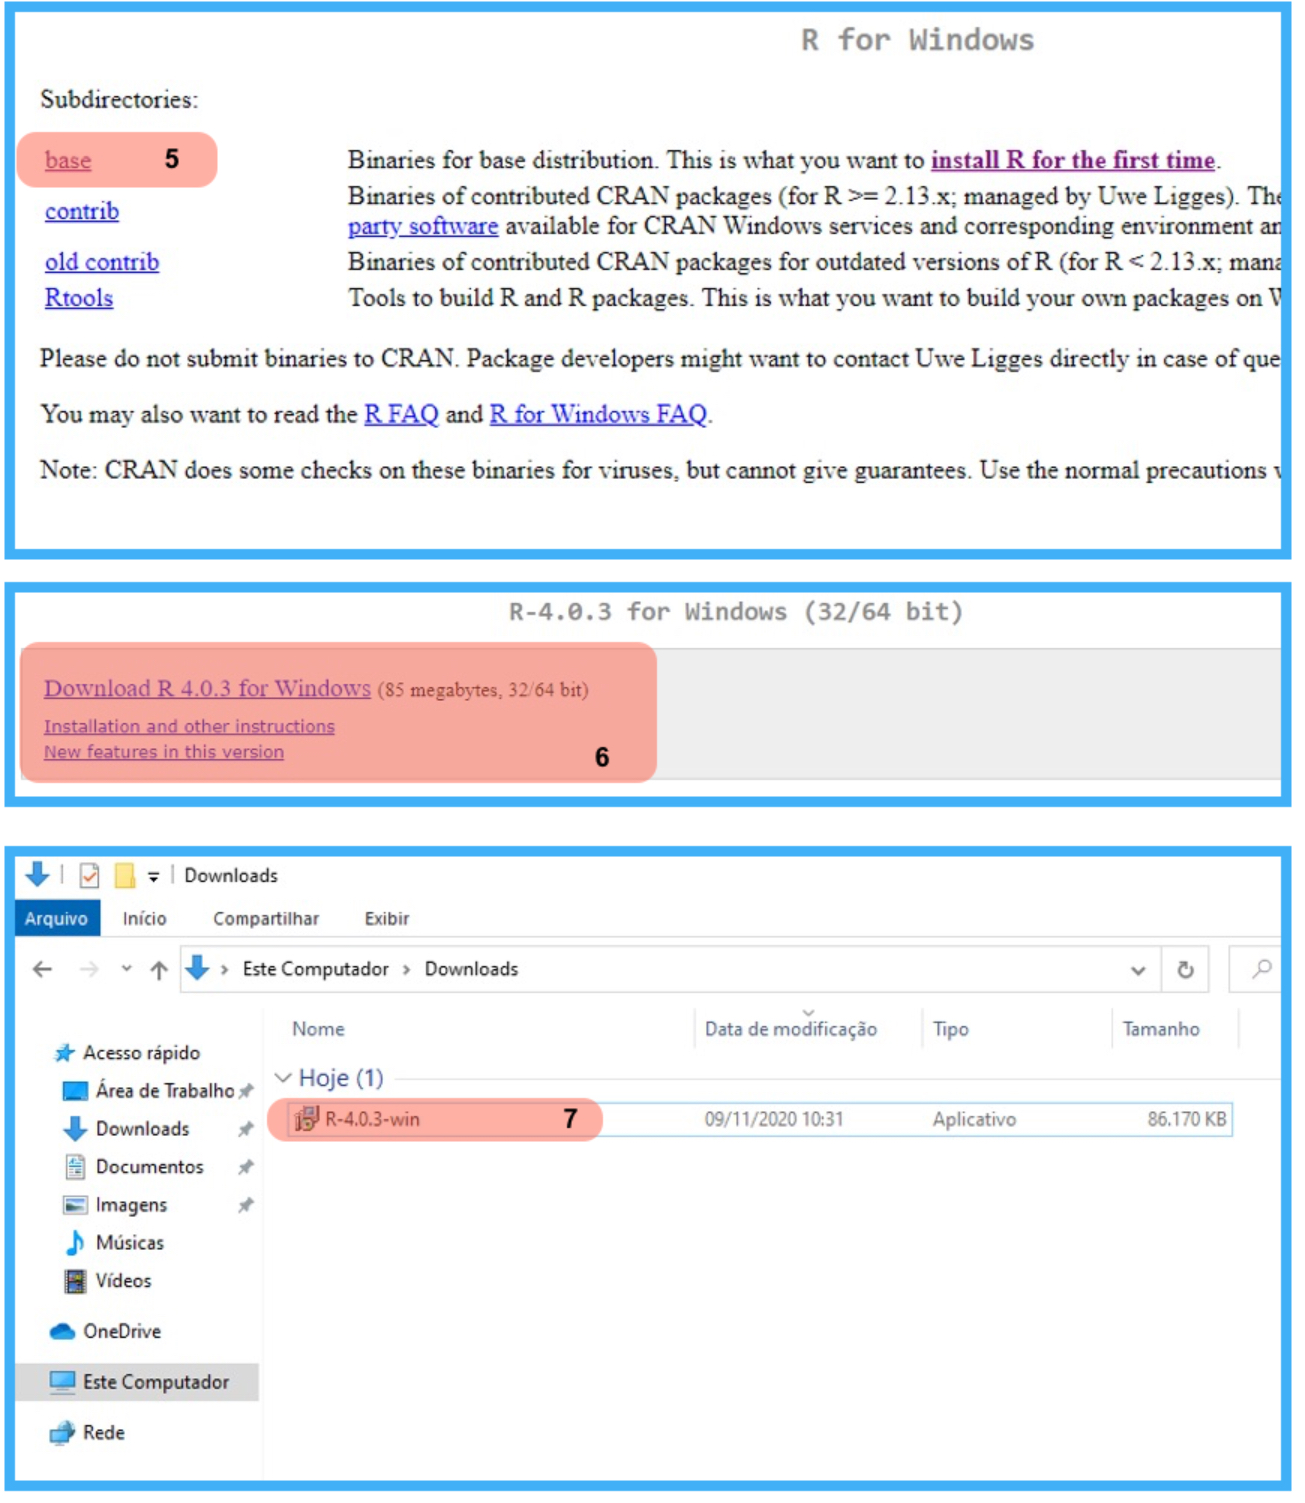 R for Windows
Subdirectories:
base 5 Binaries for base distribution. This is what you want to install R for the first time.
contrib Binaries of contributed CRAN packages (for R >= 2.13.x; managed by Uwe Ligges). The
party software available for CRAN Windows services and corresponding environment an
old contrib Binaries of contributed CRAN packages for outdated versions of R (for R < 2.13.x; mana
Rtools Tools to build R and R packages. This is what you want to build your own packages on W
Please do not submit binaries to CRAN. Package developers might want to contact Uwe Ligges directly in case of que
You may also want to read the R FAQ and R for Windows FAQ.
Note: CRAN does some checks on these binaries for viruses, but cannot give guarantees. Use the normal precautions
R-4.0.3 for Windows (32/64 bit)
Download R 4.0.3 for Windows (85 megabytes, 32/64 bit)
Installation and other instructions
New features in this version
6
Downloads
Arquivo Início Compartilhar Exibir
Este Computador Downloads
Nome Data de modificação Tipo Tamanho
Acesso rápido
Hoje (1)
Área de Trabalho
R-4.0.3-win 7 09/11/2020 10:31 Aplicativo 86.170 KB
Downloads
Documentos
Imagens
Músicas
Vídeos
OneDrive
Este Computador
Rede